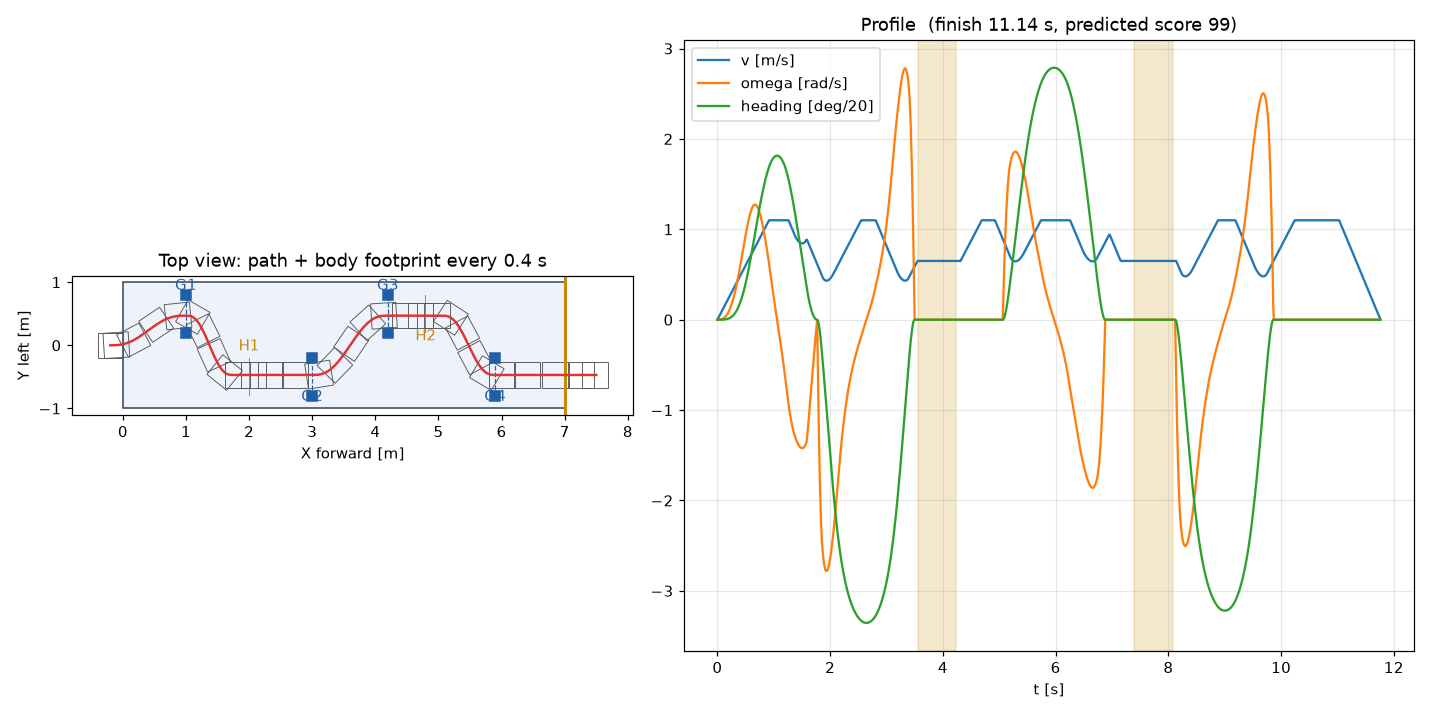 Top view: path + body footprint every 0.4 s
Y left [m]
1
0
−1
G1
G3
H1
H2
G2
G4
0 1 2 3 4 5 6 7 8
X forward [m]
Profile (finish 11.14 s, predicted score 99)
v [m/s]
omega [rad/s]
heading [deg/20]
3
2
1
0
−1
−2
−3
0 2 4 6 8 10 12
t [s]